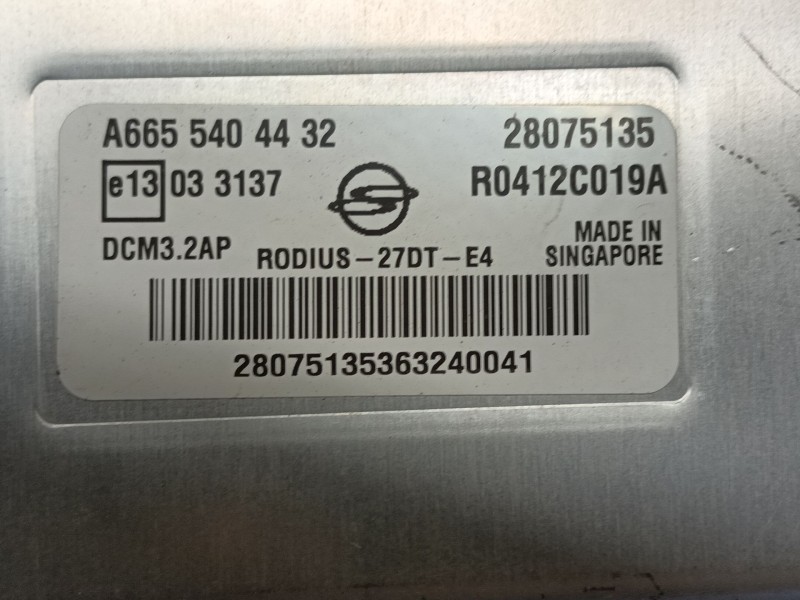 A665 540 44 32 28075135
e13 03 3137 R0412C019A
DCM3.2AP RODIUS-27DT-E4 MADE IN
SINGAPORE
28075135363240041